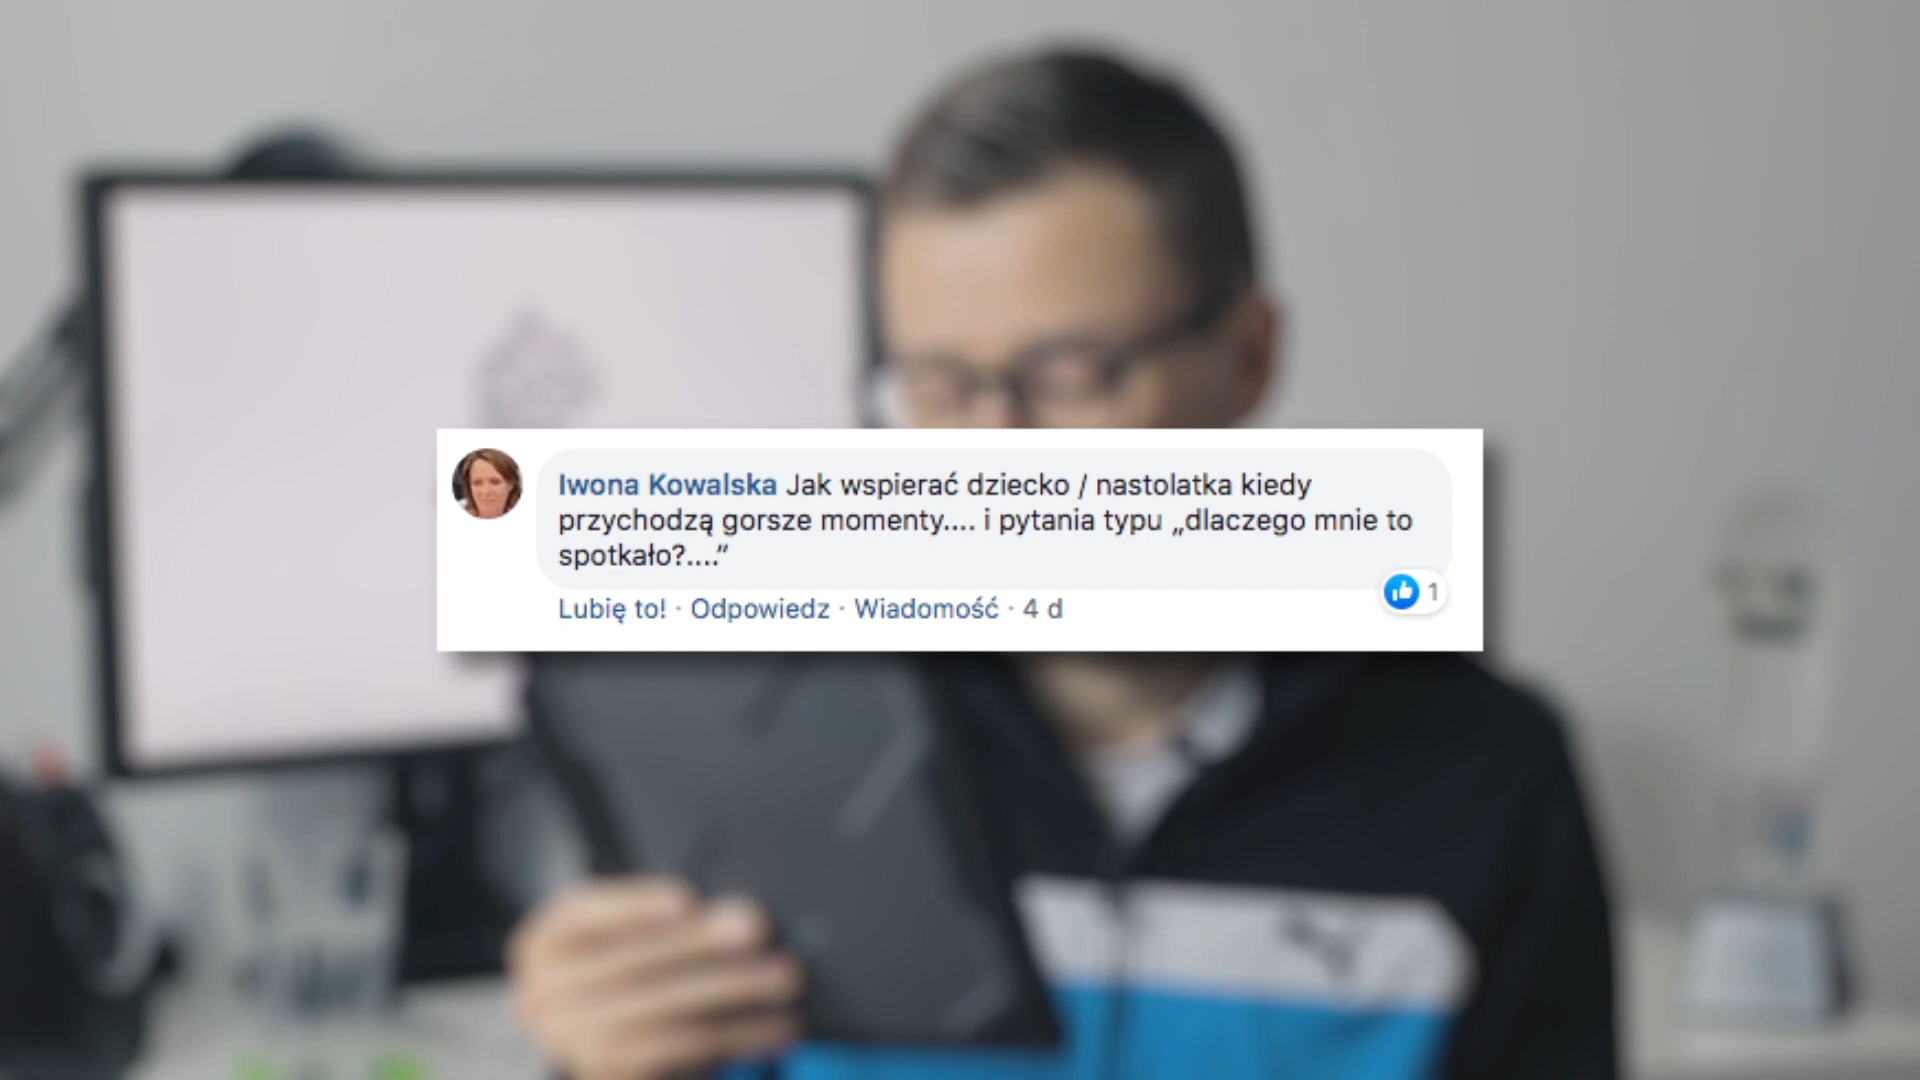 Iwona Kowalska Jak wspierać dziecko / nastolatka kiedy
przychodzą gorsze momenty.... i pytania typu „dlaczego mnie to
spotkało?....”
Lubię to! · Odpowiedz · Wiadomość · 4 d
1